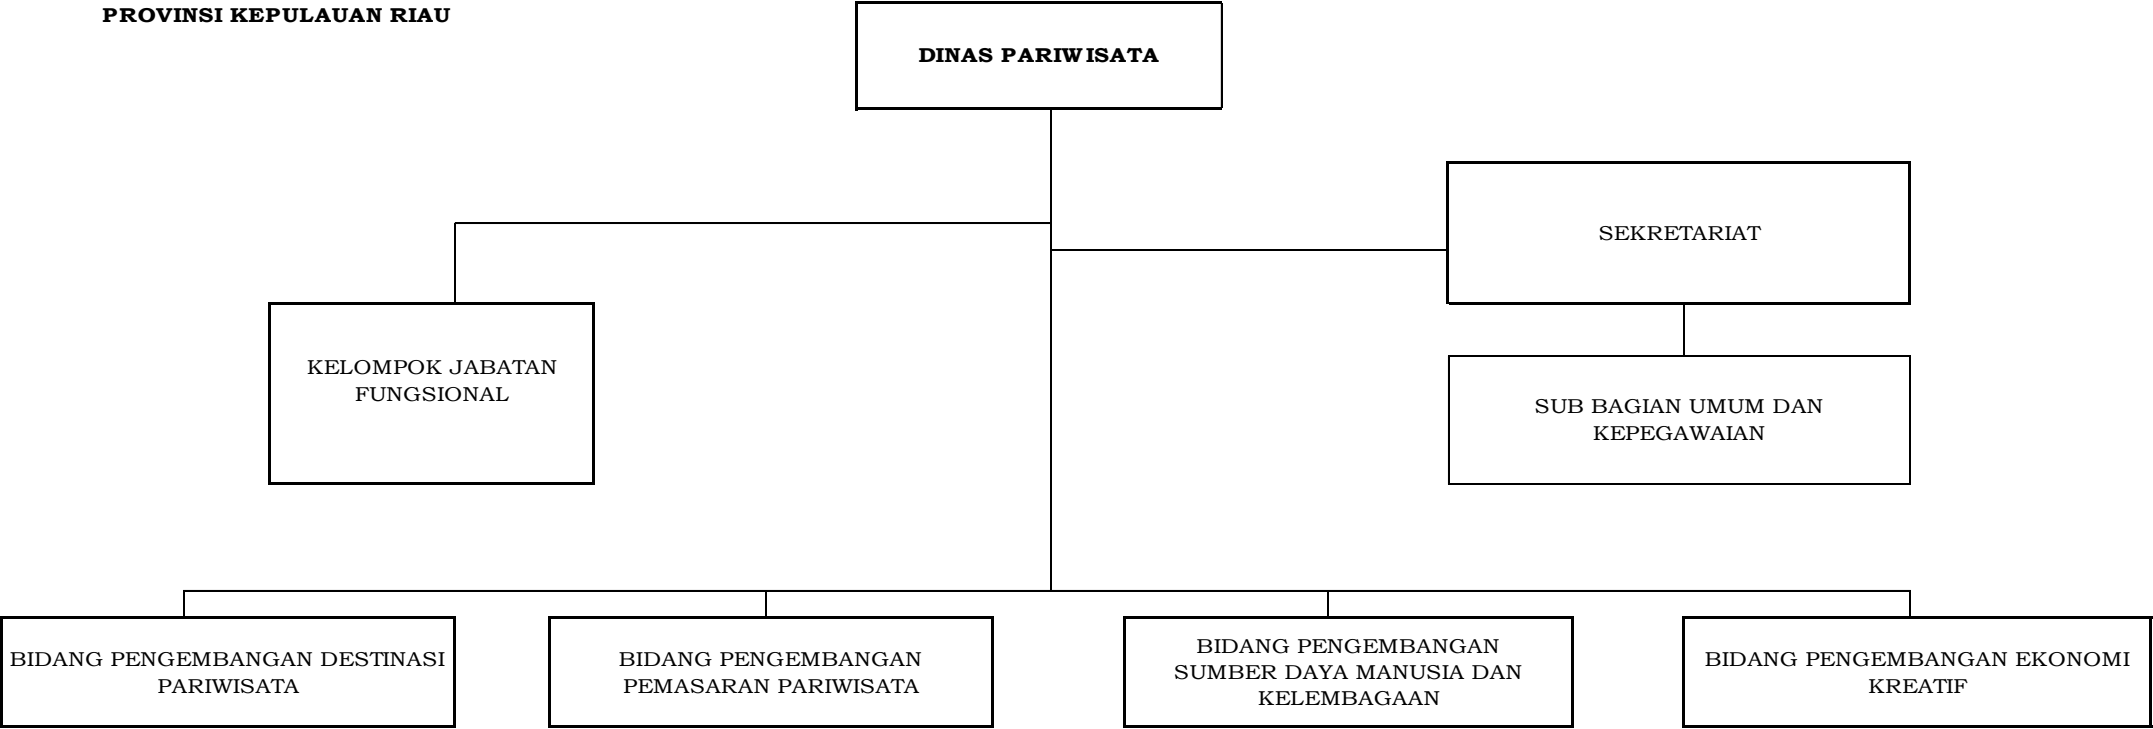 PROVINSI KEPULAUAN RIAU
DINAS PARIWISATA
SEKRETARIAT
KELOMPOK JABATAN
FUNGSIONAL
SUB BAGIAN UMUM DAN
KEPEGAWAIAN
BIDANG PENGEMBANGAN DESTINASI
PARIWISATA
BIDANG PENGEMBANGAN
PEMASARAN PARIWISATA
BIDANG PENGEMBANGAN
SUMBER DAYA MANUSIA DAN
KELEMBAGAAN
BIDANG PENGEMBANGAN EKONOMI
KREATIF